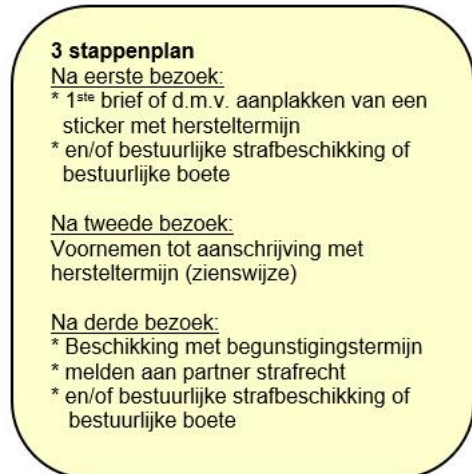 3 stappenplan
Na eerste bezoek:
* 1ste brief of d.m.v. aanplakken van een
sticker met hersteltermijn
* en/of bestuurlijke strafbeschikking of
bestuurlijke boete
Na tweede bezoek:
Voornemen tot aanschrijving met
hersteltermijn (zienswijze)
Na derde bezoek:
* Beschikking met begunstigingstermijn
* melden aan partner strafrecht
* en/of bestuurlijke strafbeschikking of
bestuurlijke boete